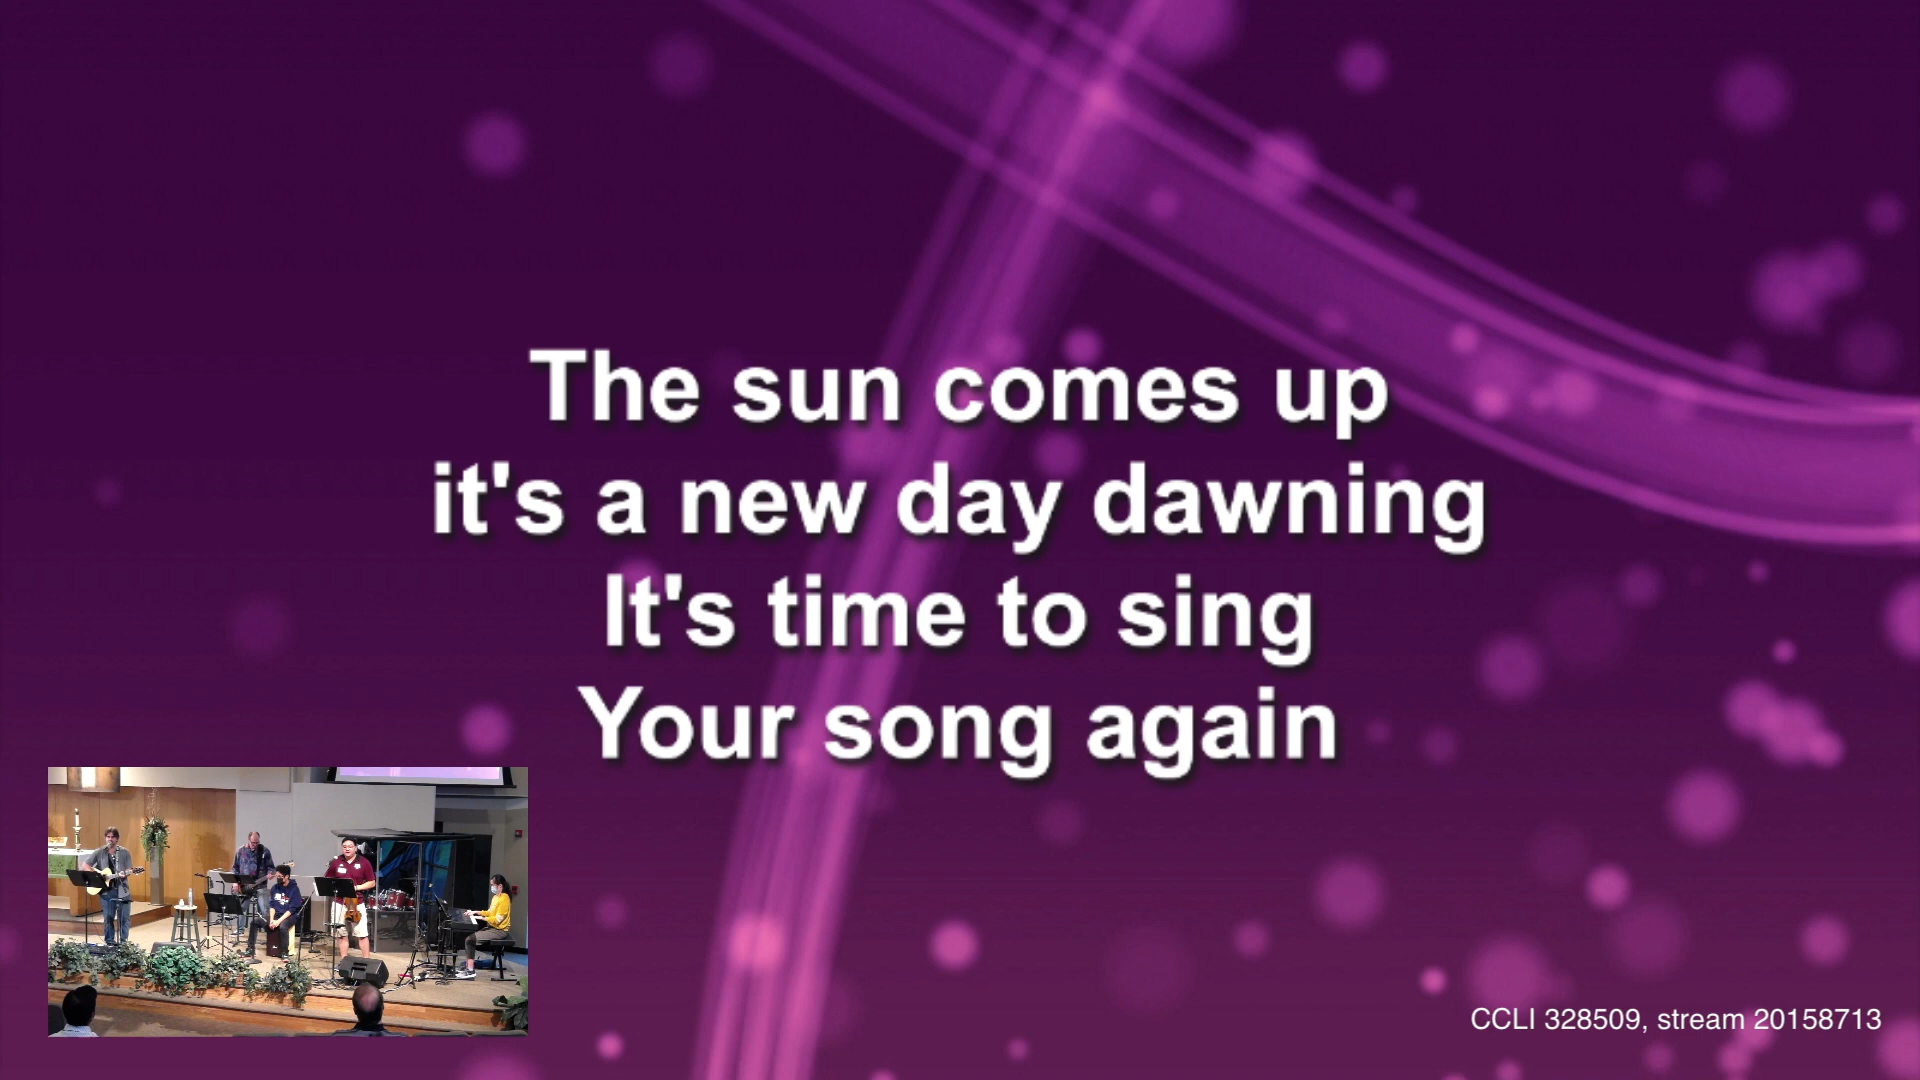 The sun comes up
it's a new day dawning
It's time to sing
Your song again
CCLI 328509, stream 20158713